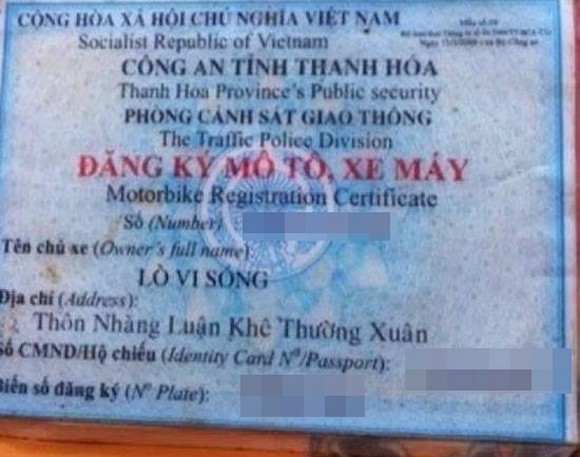 CỘNG HÒA XÃ HỘI CHỦ NGHĨA VIỆT NAM
Socialist Republic of Vietnam
CÔNG AN TỈNH THANH HÓA
Thanh Hoa Province's Public security
PHÒNG CẢNH SÁT GIAO THÔNG
The Traffic Police Division
ĐĂNG KÝ MÔ TÔ, XE MÁY
Motorbike Registration Certificate
Số (Number)
Tên chủ xe (Owner's full name)
LÒ VI SÓNG
Địa chỉ (Address):
Thôn Nhàng Luận Khê Thường Xuân
Số CMND/Hộ chiếu (Identity Card Nº/Passport):
Biển số đăng ký (Nº Plate):